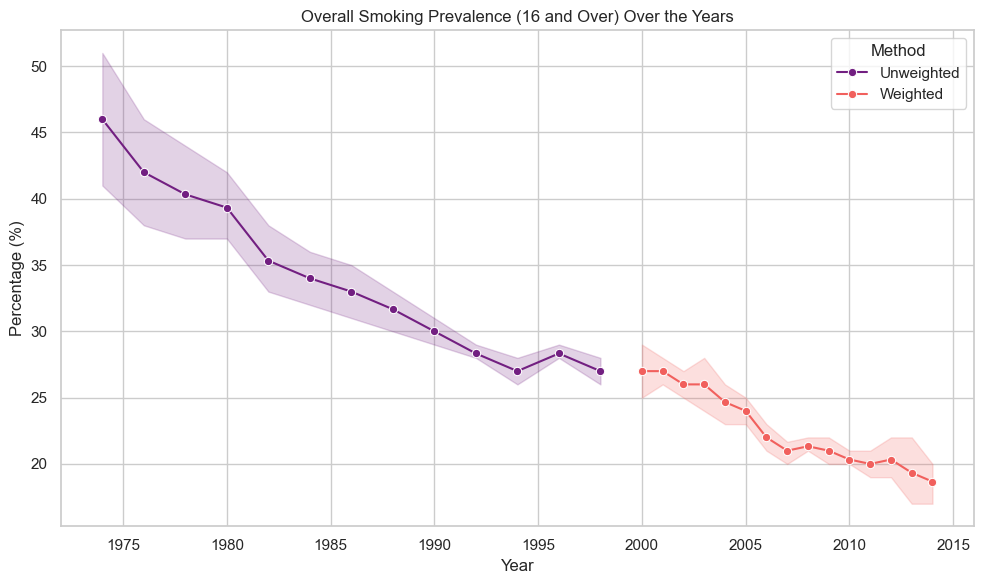 Overall Smoking Prevalence (16 and Over) Over the Years
Method
Unweighted
Weighted
Percentage (%)
50
45
40
35
30
25
20
1975 1980 1985 1990 1995 2000 2005 2010 2015
Year